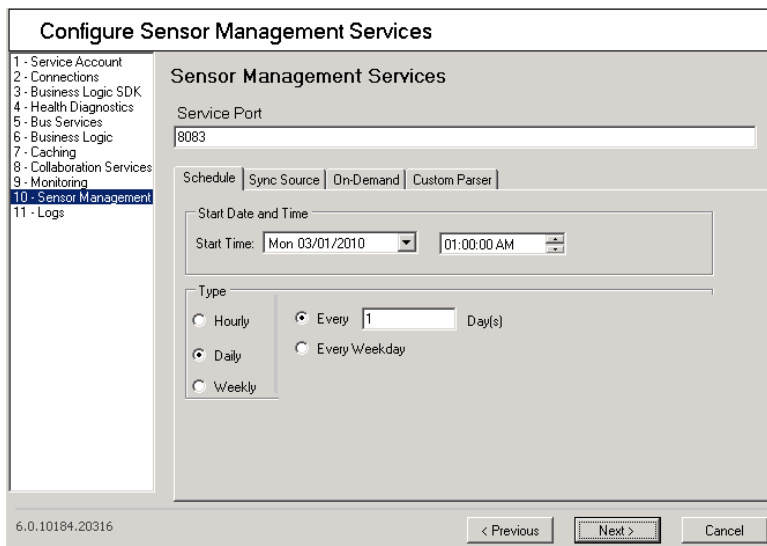 Configure Sensor Management Services
1 - Service Account
2 - Connections
3 - Business Logic SDK
4 - Health Diagnostics
5 - Bus Services
6 - Business Logic
7 - Caching
8 - Collaboration Services
9 - Monitoring
10 - Sensor Management
11 - Logs
Sensor Management Services
Service Port
8083
Schedule Sync Source On-Demand Custom Parser
Start Date and Time
Start Time: Mon 03/01/2010 01:00:00 AM
Type
Hourly Every 1 Day(s)
Daily Every Weekday
Weekly
6.0.10184.20316 < Previous Next > Cancel